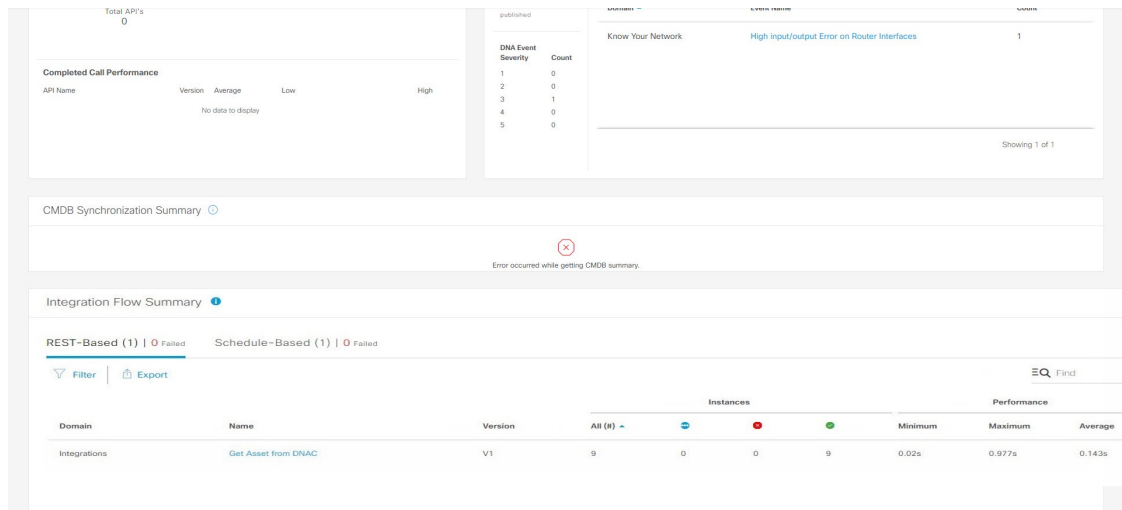 Total API's
0
Completed Call Performance
API Name Version Average Low High
No data to display
published
DNA Event
Severity Count
1 0
2 0
3 1
4 0
5 0
Domain Event Name Count
Know Your Network High input/output Error on Router Interfaces 1
Showing 1 of 1
CMDB Synchronization Summary
Error occurred while getting CMDB summary.
Integration Flow Summary
REST-Based (1) | 0 Failed Schedule-Based (1) | 0 Failed
Filter Export Find
Instances Performance
Domain Name Version All (#) Minimum Maximum Average
Integrations Get Asset from DNAC V1 9 0 0 9 0.02s 0.977s 0.143s